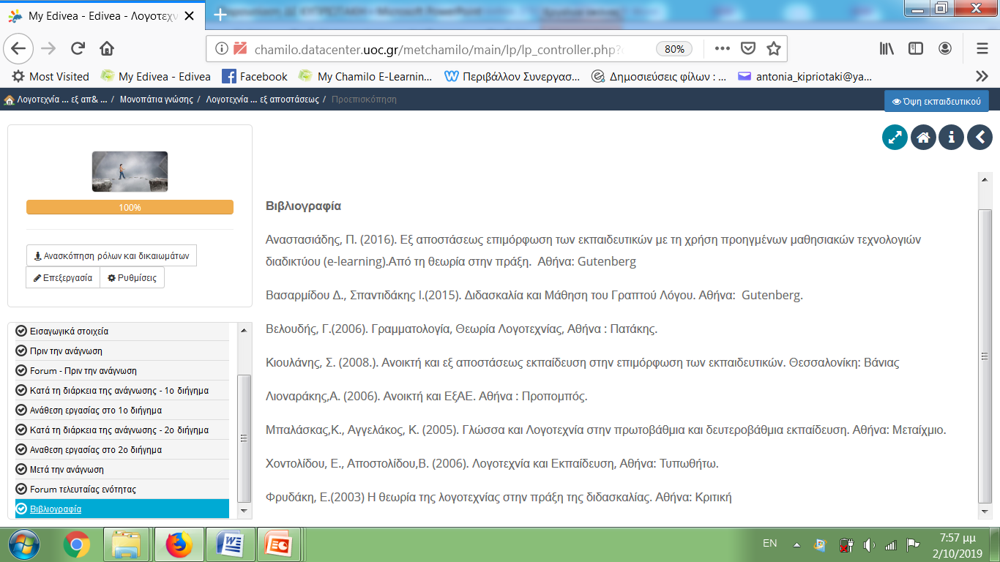 My Edivea - Edivea - Λογοτεχν
chamilo.datacenter.uoc.gr/metchamilo/main/lp/lp_controller.php?
80%
Most Visited My Edivea - Edivea Facebook My Chamilo E-Learnin... Περιβάλλον Συνεργασ... Δημοσιεύσεις φίλων : ... antonia_kipriotaki@ya...
Λογοτεχνία ... εξ απ& ... / Μονοπάτια γνώσης / Λογοτεχνία ... εξ αποστάσεως / Προεπισκόπηση
Όψη εκπαιδευτικού
100%
Ανασκόπηση ρόλων και δικαιωμάτων
Επεξεργασία Ρυθμίσεις
Εισαγωγικά στοιχεία
Πριν την ανάγνωση
Forum - Πριν την ανάγνωση
Κατά τη διάρκεια της ανάγνωσης - 1ο διήγημα
Ανάθεση εργασίας στο 1ο διήγημα
Κατά τη διάρκεια της ανάγνωσης - 2ο διήγημα
Αναθεση εργασίας στο 2ο διήγημα
Μετά την ανάγνωση
Forum τελευταίας ενότητας
Βιβλιογραφία
Βιβλιογραφία
Αναστασιάδης, Π. (2016). Εξ αποστάσεως επιμόρφωση των εκπαιδευτικών με τη χρήση προηγμένων μαθησιακών τεχνολογιών
διαδικτύου (e-learning).Από τη θεωρία στην πράξη. Αθήνα: Gutenberg
Βασαρμίδου Δ., Σπαντιδάκης Ι.(2015). Διδασκαλία και Μάθηση του Γραπτού Λόγου. Αθήνα: Gutenberg.
Βελουδής, Γ.(2006). Γραμματολογία, Θεωρία Λογοτεχνίας, Αθήνα : Πατάκης.
Κιουλάνης, Σ. (2008.). Ανοικτή και εξ αποστάσεως εκπαίδευση στην επιμόρφωση των εκπαιδευτικών. Θεσσαλονίκη: Βάνιας
Λιοναράκης,Α. (2006). Ανοικτή και ΕξΑΕ. Αθήνα : Προπομπός.
Μπαλάσκας,Κ., Αγγελάκος, Κ. (2005). Γλώσσα και Λογοτεχνία στην πρωτοβάθμια και δευτεροβάθμια εκπαίδευση. Αθήνα: Μεταίχμιο.
Χοντολίδου, Ε., Αποστολίδου,Β. (2006). Λογοτεχνία και Εκπαίδευση, Αθήνα: Τυπωθήτω.
Φρυδάκη, Ε.(2003) Η θεωρία της λογοτεχνίας στην πράξη της διδασκαλίας. Αθήνα: Κριτική
EN
7:57 μμ
2/10/2019